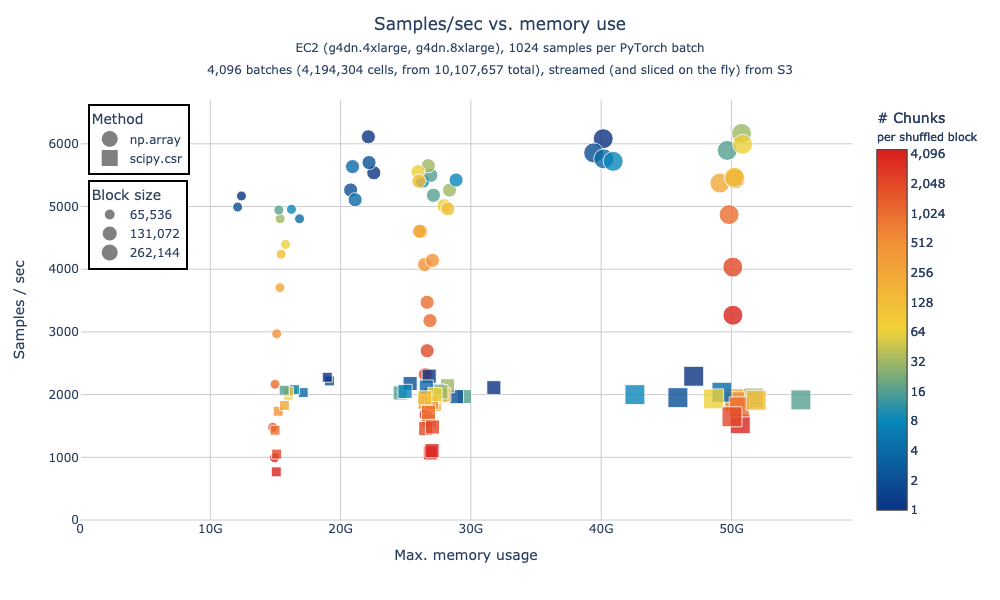 Samples/sec vs. memory use
EC2 (g4dn.4xlarge, g4dn.8xlarge), 1024 samples per PyTorch batch
4,096 batches (4,194,304 cells, from 10,107,657 total), streamed (and sliced on the fly) from S3
Method
np.array
scipy.csr
Block size
65,536
131,072
262,144
Samples / sec
6000
5000
4000
3000
2000
1000
0
0
10G
20G
30G
40G
50G
Max. memory usage
# Chunks
per shuffled block
4,096
2,048
1,024
512
256
128
64
32
16
8
4
2
1